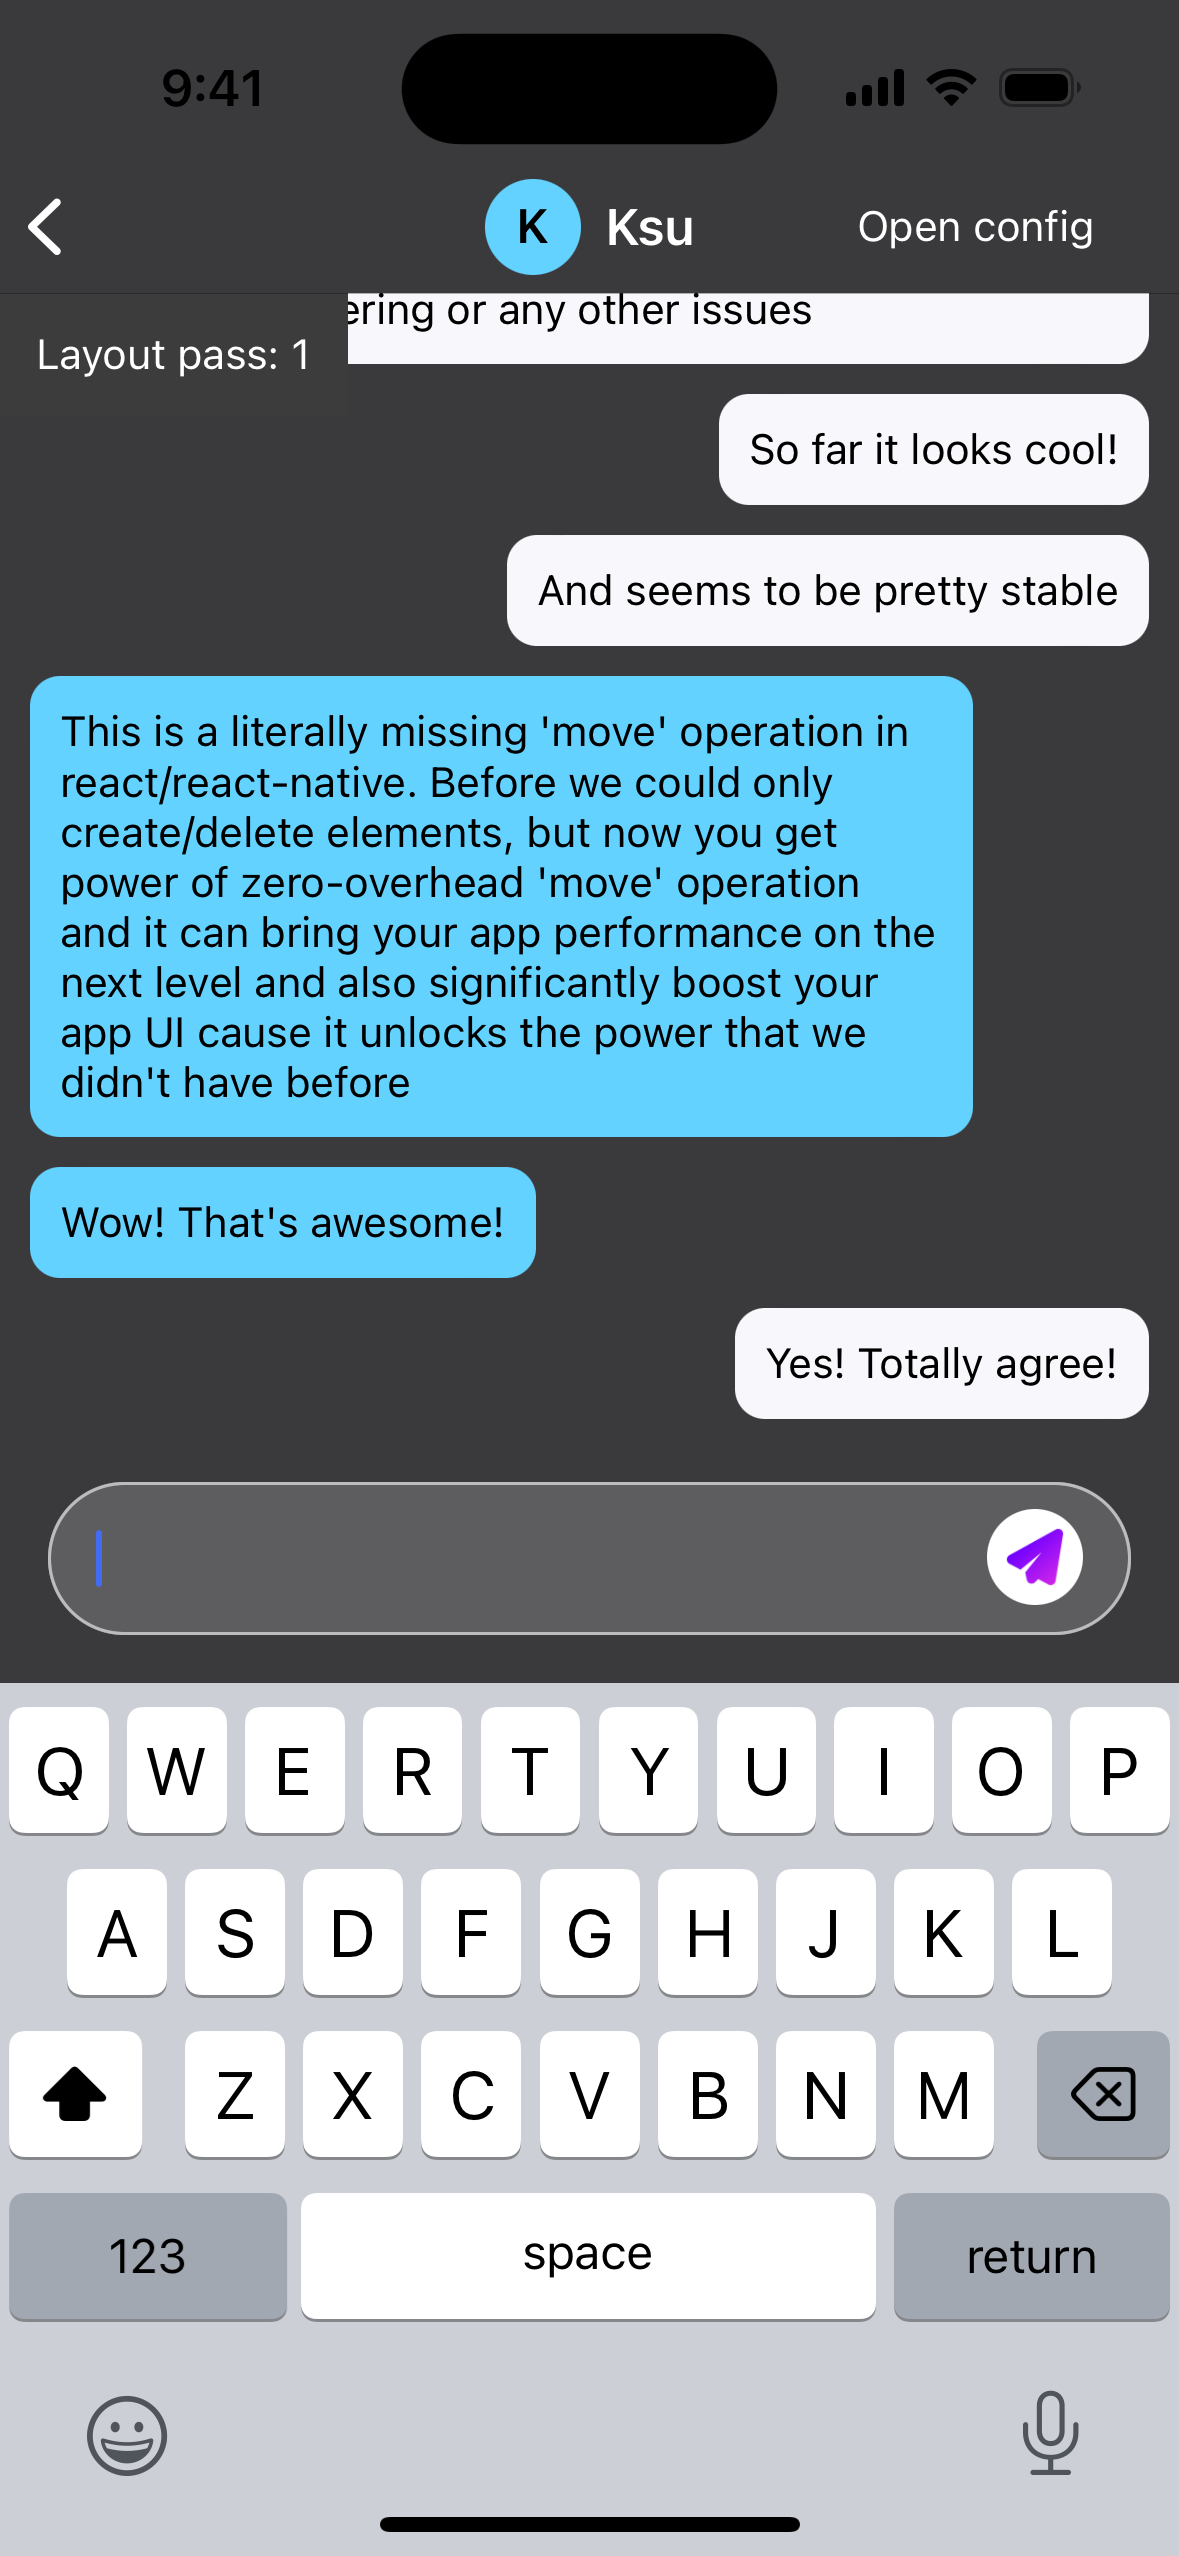 9:41
K
Ksu
Open config
ering or any other issues
Layout pass: 1
So far it looks cool!
And seems to be pretty stable
This is a literally missing 'move' operation in
react/react-native. Before we could only
create/delete elements, but now you get
power of zero-overhead 'move' operation
and it can bring your app performance on the
next level and also significantly boost your
app UI cause it unlocks the power that we
didn't have before
Wow! That's awesome!
Yes! Totally agree!
Q W E R T Y U I O P
A S D F G H J K L
Z X C V B N M
123 space return